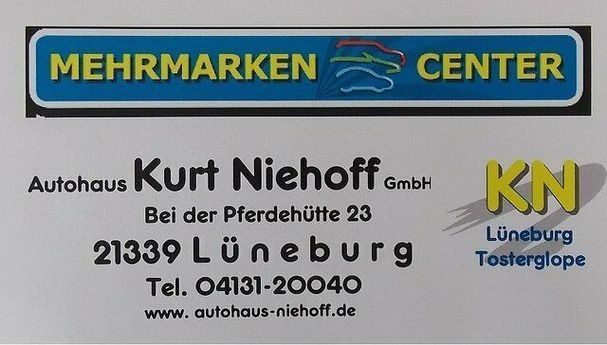 MEHRMARKEN CENTER
Autohaus Kurt Niehoff GmbH
Bei der Pferdehütte 23
21339 Lüneburg
Tel. 04131-20040
www. autohaus-niehoff.de
KN
Lüneburg
Tosterglope